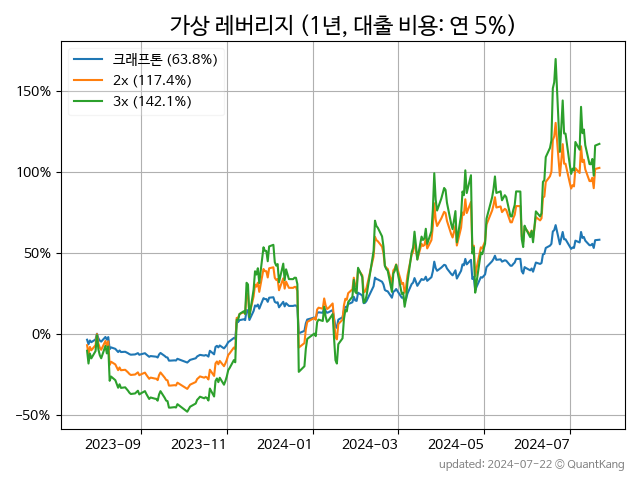 가상 레버리지 (1년, 대출 비용: 연 5%)
크래프톤 (63.8%)
2x (117.4%)
3x (142.1%)
150%
100%
50%
0%
−50%
2023-09
2023-11
2024-01
2024-03
2024-05
2024-07
updated: 2024-07-22 © QuantKang